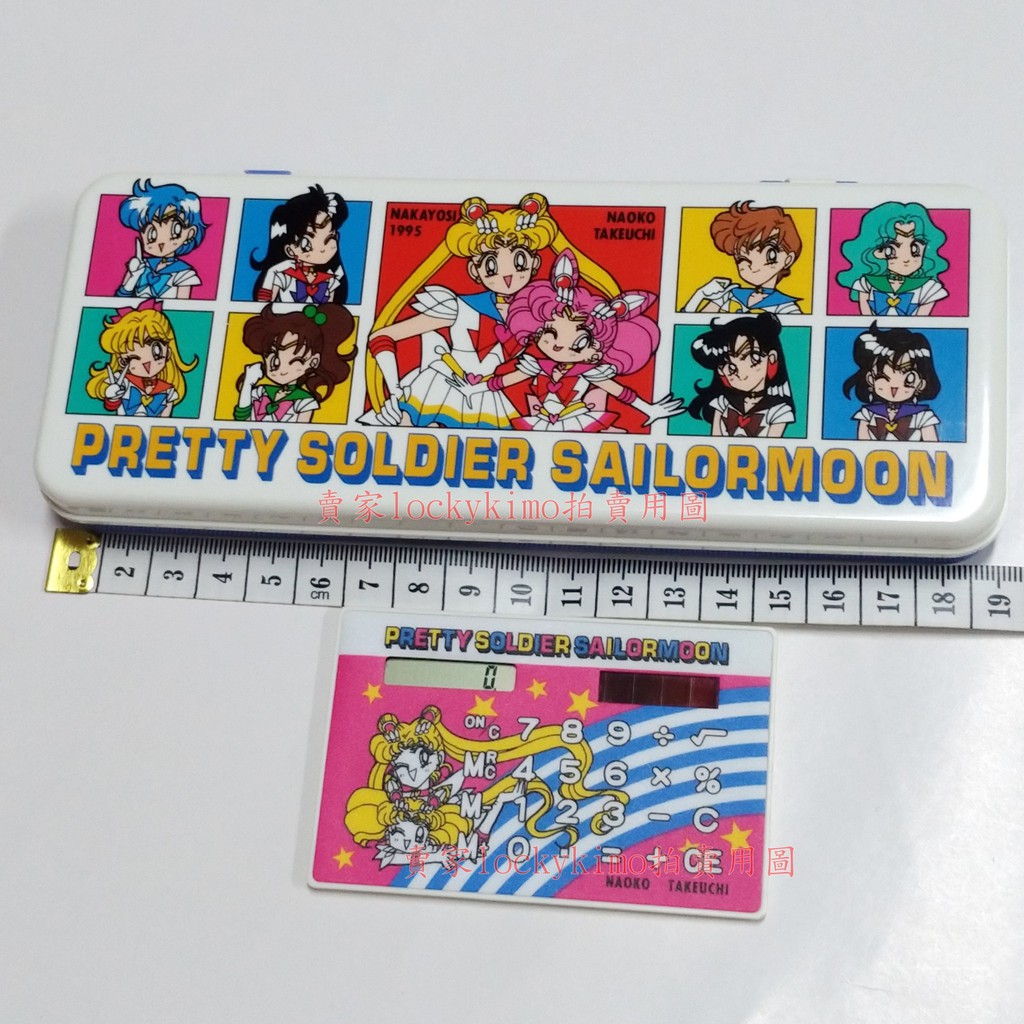 NAKAYOSI
1995
NAOKO
TAKEUCHI
PRETTY SOLDIER SAILORMOON
賣家lockykimo拍賣用圖
2 3 4 5 6 7 8 9 10 11 12 13 14 15 16 17 18 19
cm
PRETTY SOLDIER SAILORMOON
0.
ON/C 7 8 9 ÷ √
MRC 4 5 6 × %
M- 1 2 3 − C
0 . = + CE
賣家lockykimo拍賣用圖
NAOKO TAKEUCHI